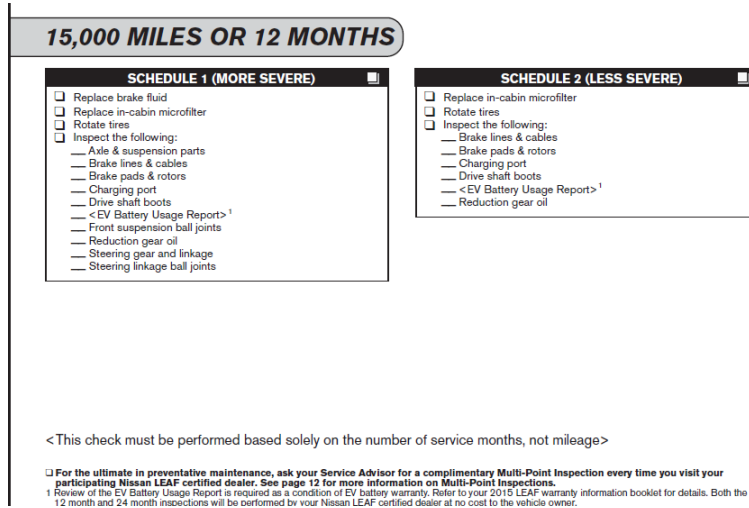 15,000 MILES OR 12 MONTHS
SCHEDULE 1 (MORE SEVERE)
Replace brake fluid
Replace in-cabin microfilter
Rotate tires
Inspect the following:
Axle & suspension parts
Brake lines & cables
Brake pads & rotors
Charging port
Drive shaft boots
<EV Battery Usage Report> 1
Front suspension ball joints
Reduction gear oil
Steering gear and linkage
Steering linkage ball joints
SCHEDULE 2 (LESS SEVERE)
Replace in-cabin microfilter
Rotate tires
Inspect the following:
Brake lines & cables
Brake pads & rotors
Charging port
Drive shaft boots
<EV Battery Usage Report> 1
Reduction gear oil
<This check must be performed based solely on the number of service months, not mileage>
For the ultimate in preventative maintenance, ask your Service Advisor for a complimentary Multi-Point Inspection every time you visit your
participating Nissan LEAF certified dealer. See page 12 for more information on Multi-Point Inspections.
1 Review of the EV Battery Usage Report is required as a condition of EV battery warranty. Refer to your 2015 LEAF warranty information booklet for details. Both the
12 month and 24 month inspections will be performed by your Nissan LEAF certified dealer at no cost to the vehicle owner.